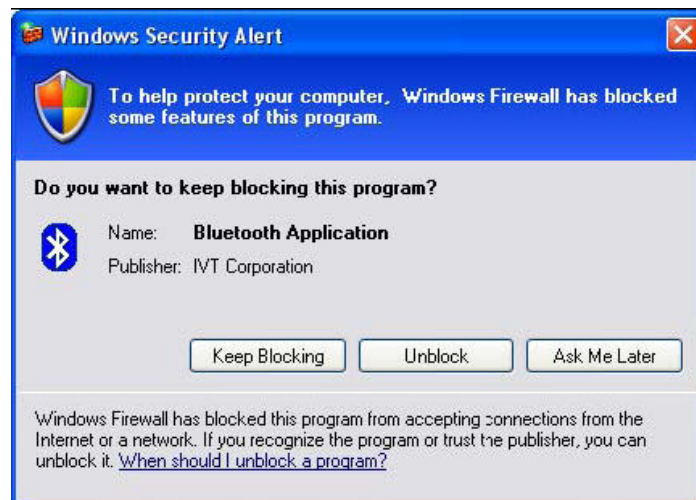 Windows Security Alert
To help protect your computer, Windows Firewall has blocked
some features of this program.
Do you want to keep blocking this program?
Name: Bluetooth Application
Publisher: IVT Corporation
Keep Blocking Unblock Ask Me Later
Windows Firewall has blocked this program from accepting connections from the
Internet or a network. If you recognize the program or trust the publisher, you can
unblock it. When should I unblock a program?